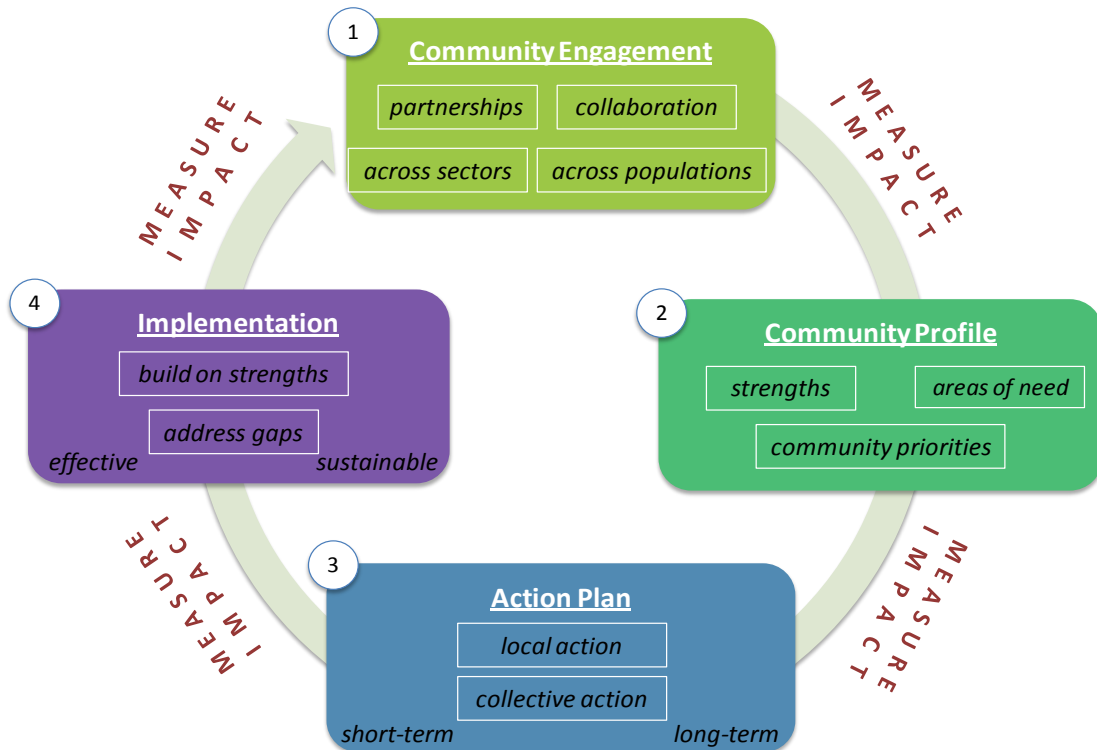 1
Community Engagement
partnerships
collaboration
across sectors
across populations
MEASURE
IMPACT
2
Community Profile
strengths
areas of need
community priorities
MEASURE
IMPACT
3
Action Plan
local action
collective action
short-term
long-term
MEASURE
IMPACT
4
Implementation
build on strengths
address gaps
effective
sustainable
MEASURE
IMPACT